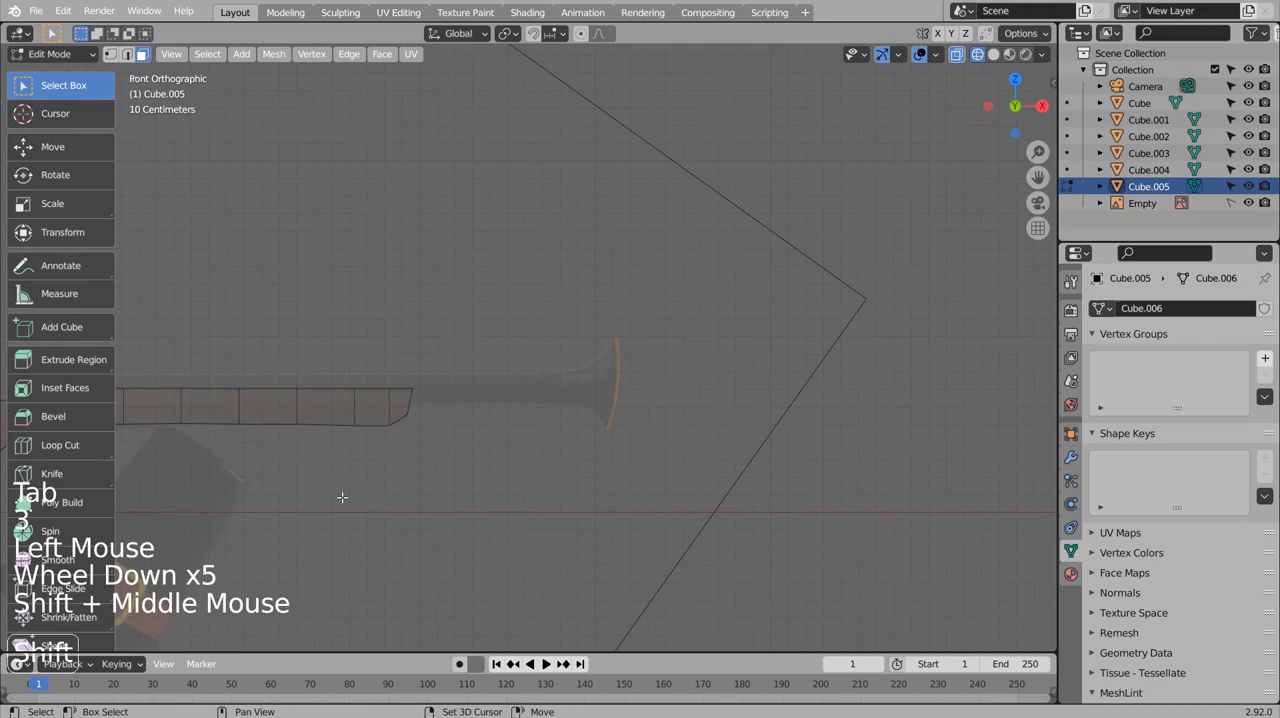 File Edit Render Window Help Layout Modeling Sculpting UV Editing Texture Paint Shading Animation Rendering Compositing Scripting + Scene View Layer
Global Options
Edit Mode View Select Add Mesh Vertex Edge Face UV X Y Z
Select Box
Cursor
Move
Rotate
Scale
Transform
Annotate
Measure
Add Cube
Extrude Region
Inset Faces
Bevel
Loop Cut
Knife
Poly Build
Spin
Smooth
Edge Slide
Shrink/Fatten
Front Orthographic
(1) Cube.005
10 Centimeters
Z
Y
X
Tab
3
Left Mouse
Wheel Down x5
Shift + Middle Mouse
Shift
Scene Collection
Collection
Camera
Cube
Cube.001
Cube.002
Cube.003
Cube.004
Cube.005
Empty
Cube.005 Cube.006
Cube.006
Vertex Groups
Shape Keys
UV Maps
Vertex Colors
Face Maps
Normals
Texture Space
Remesh
Geometry Data
Tissue - Tessellate
MeshLint
Playback Keying View Marker 1 Start 1 End 250
1 10 20 30 40 50 60 70 80 90 100 110 120 130 140 150 160 170 180 190 200 210 220 230 240 250
Select Box Select Pan View Set 3D Cursor Move 2.92.0